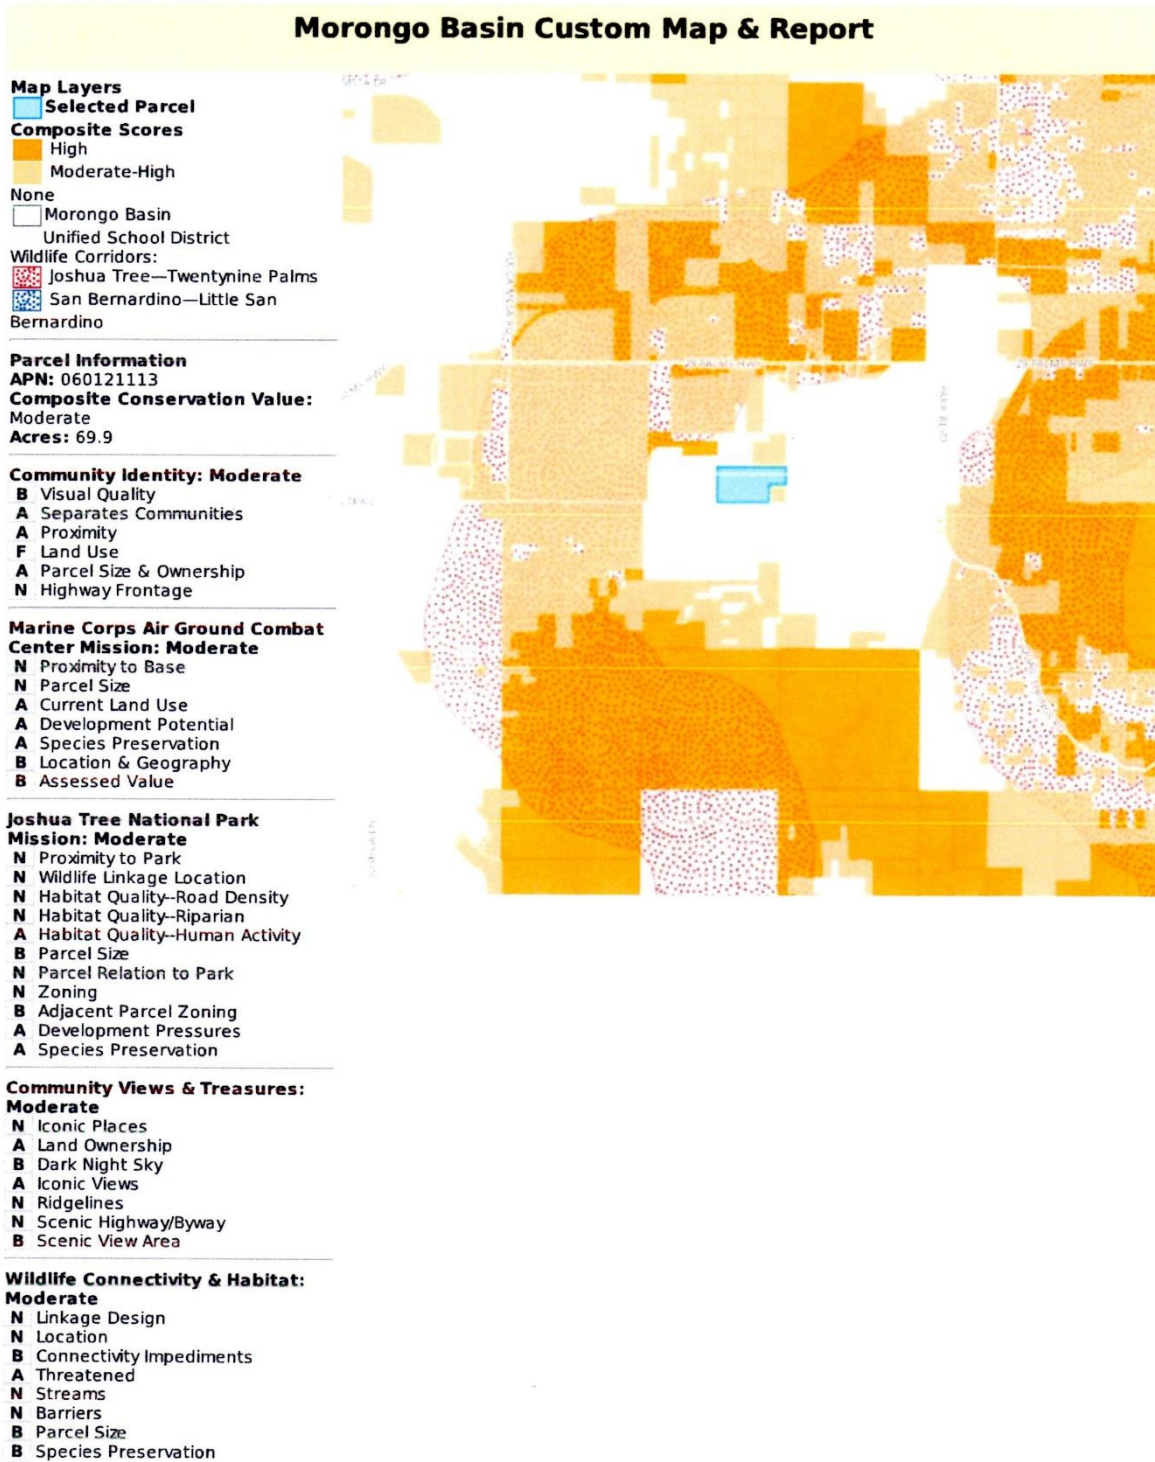 Morongo Basin Custom Map & Report
Map Layers
Selected Parcel
Composite Scores
High
Moderate-High
None
Morongo Basin
Unified School District
Wildlife Corridors:
Joshua Tree—Twentynine Palms
San Bernardino—Little San
Bernardino
Parcel Information
APN: 060121113
Composite Conservation Value:
Moderate
Acres: 69.9
Community Identity: Moderate
B Visual Quality
A Separates Communities
A Proximity
F Land Use
A Parcel Size & Ownership
N Highway Frontage
Marine Corps Air Ground Combat
Center Mission: Moderate
N Proximity to Base
N Parcel Size
A Current Land Use
A Development Potential
A Species Preservation
B Location & Geography
B Assessed Value
Joshua Tree National Park
Mission: Moderate
N Proximity to Park
N Wildlife Linkage Location
N Habitat Quality--Road Density
N Habitat Quality--Riparian
A Habitat Quality--Human Activity
B Parcel Size
N Parcel Relation to Park
N Zoning
B Adjacent Parcel Zoning
A Development Pressures
A Species Preservation
Community Views & Treasures:
Moderate
N Iconic Places
A Land Ownership
B Dark Night Sky
A Iconic Views
N Ridgelines
N Scenic Highway/Byway
B Scenic View Area
Wildlife Connectivity & Habitat:
Moderate
N Linkage Design
N Location
B Connectivity Impediments
A Threatened
N Streams
N Barriers
B Parcel Size
B Species Preservation
29 PALMS HWY
29 PALMS HWY
PARK BLVD